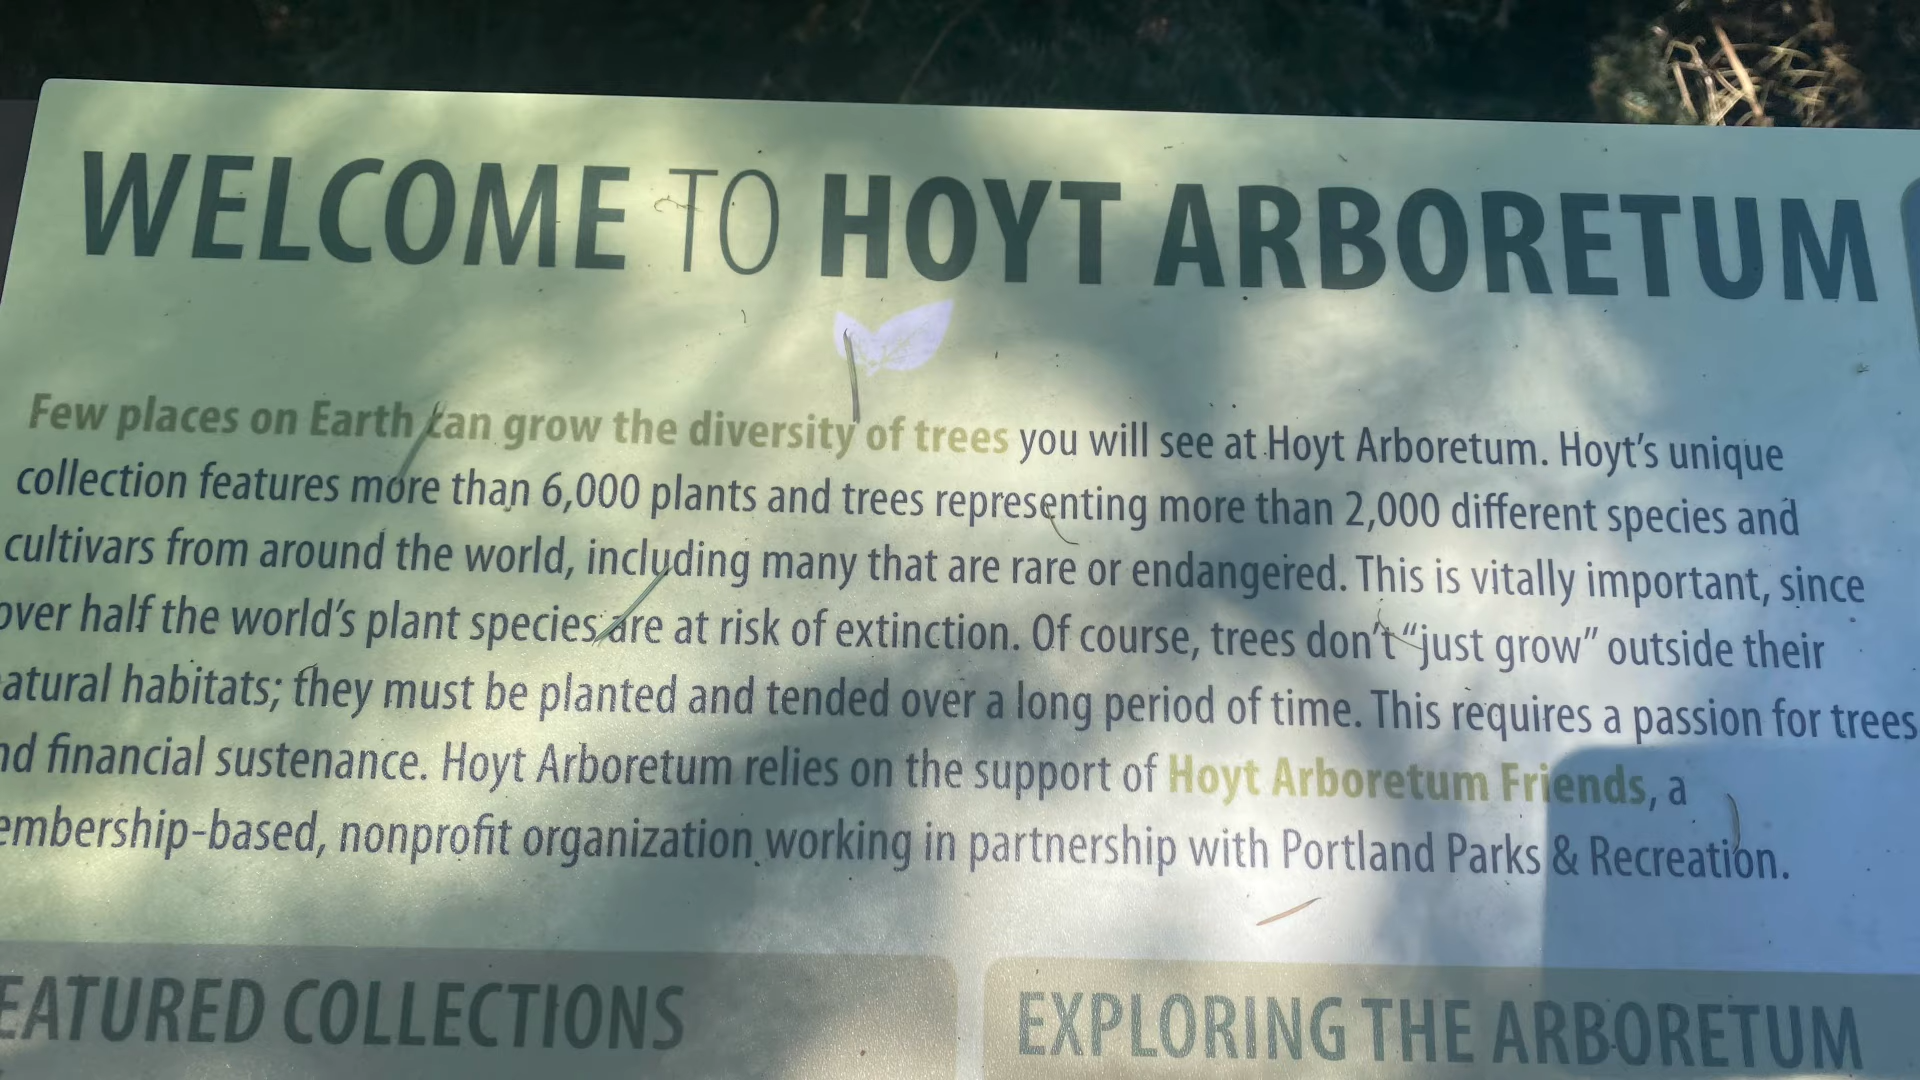 WELCOME TO HOYT ARBORETUM
Few places on Earth can grow the diversity of trees you will see at Hoyt Arboretum. Hoyt's unique
collection features more than 6,000 plants and trees representing more than 2,000 different species and
cultivars from around the world, including many that are rare or endangered. This is vitally important, since
over half the world's plant species are at risk of extinction. Of course, trees don't "just grow" outside their
atural habitats; they must be planted and tended over a long period of time. This requires a passion for trees
nd financial sustenance. Hoyt Arboretum relies on the support of Hoyt Arboretum Friends, a
embership-based, nonprofit organization working in partnership with Portland Parks & Recreation.
EATURED COLLECTIONS
EXPLORING THE ARBORETUM